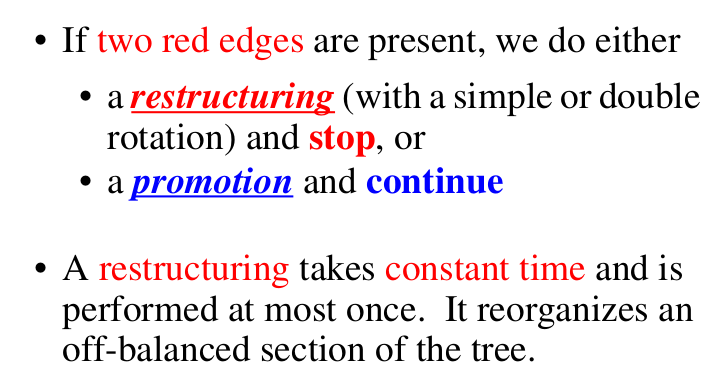 • If two red edges are present, we do either
• a restructuring (with a simple or double
rotation) and stop, or
• a promotion and continue
• A restructuring takes constant time and is
performed at most once. It reorganizes an
off-balanced section of the tree.